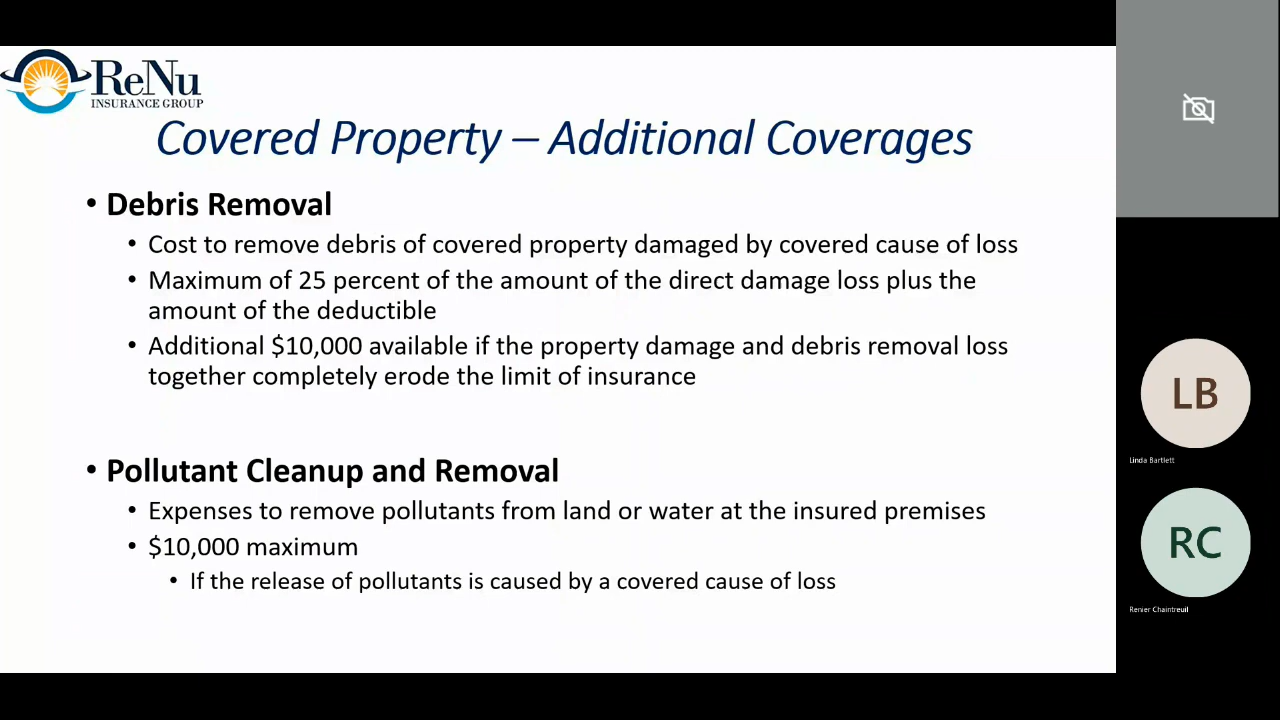 ReNu
INSURANCE GROUP
Covered Property – Additional Coverages
• Debris Removal
• Cost to remove debris of covered property damaged by covered cause of loss
• Maximum of 25 percent of the amount of the direct damage loss plus the
amount of the deductible
• Additional $10,000 available if the property damage and debris removal loss
together completely erode the limit of insurance
• Pollutant Cleanup and Removal
• Expenses to remove pollutants from land or water at the insured premises
• $10,000 maximum
• If the release of pollutants is caused by a covered cause of loss
LB
Linda Bartlett
RC
Renier Chaintreuil